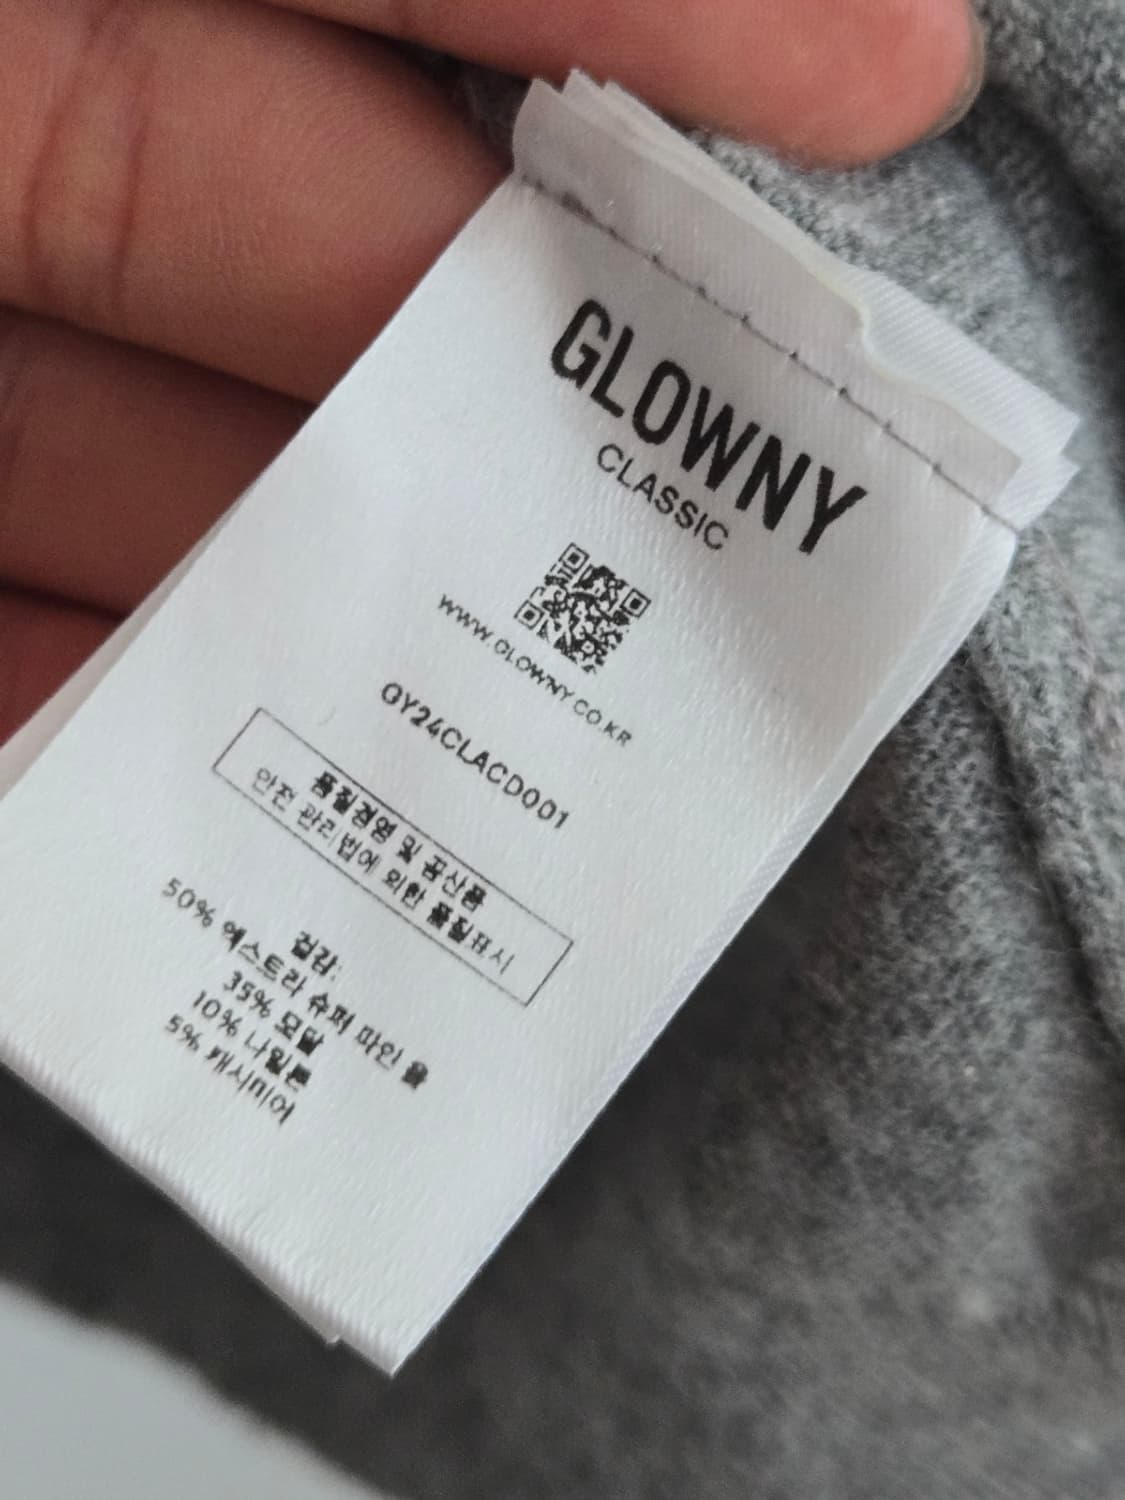 GLOWNY
CLASSIC
WWW.GLOWNY.CO.KR
GY24CLACD001
품질경영 및 공산품
안전 관리법에 의한 품질표시
겉감:
50% 엑스트라 슈퍼 파인 울
35% 모달
10% 나일론
5% 캐시미어